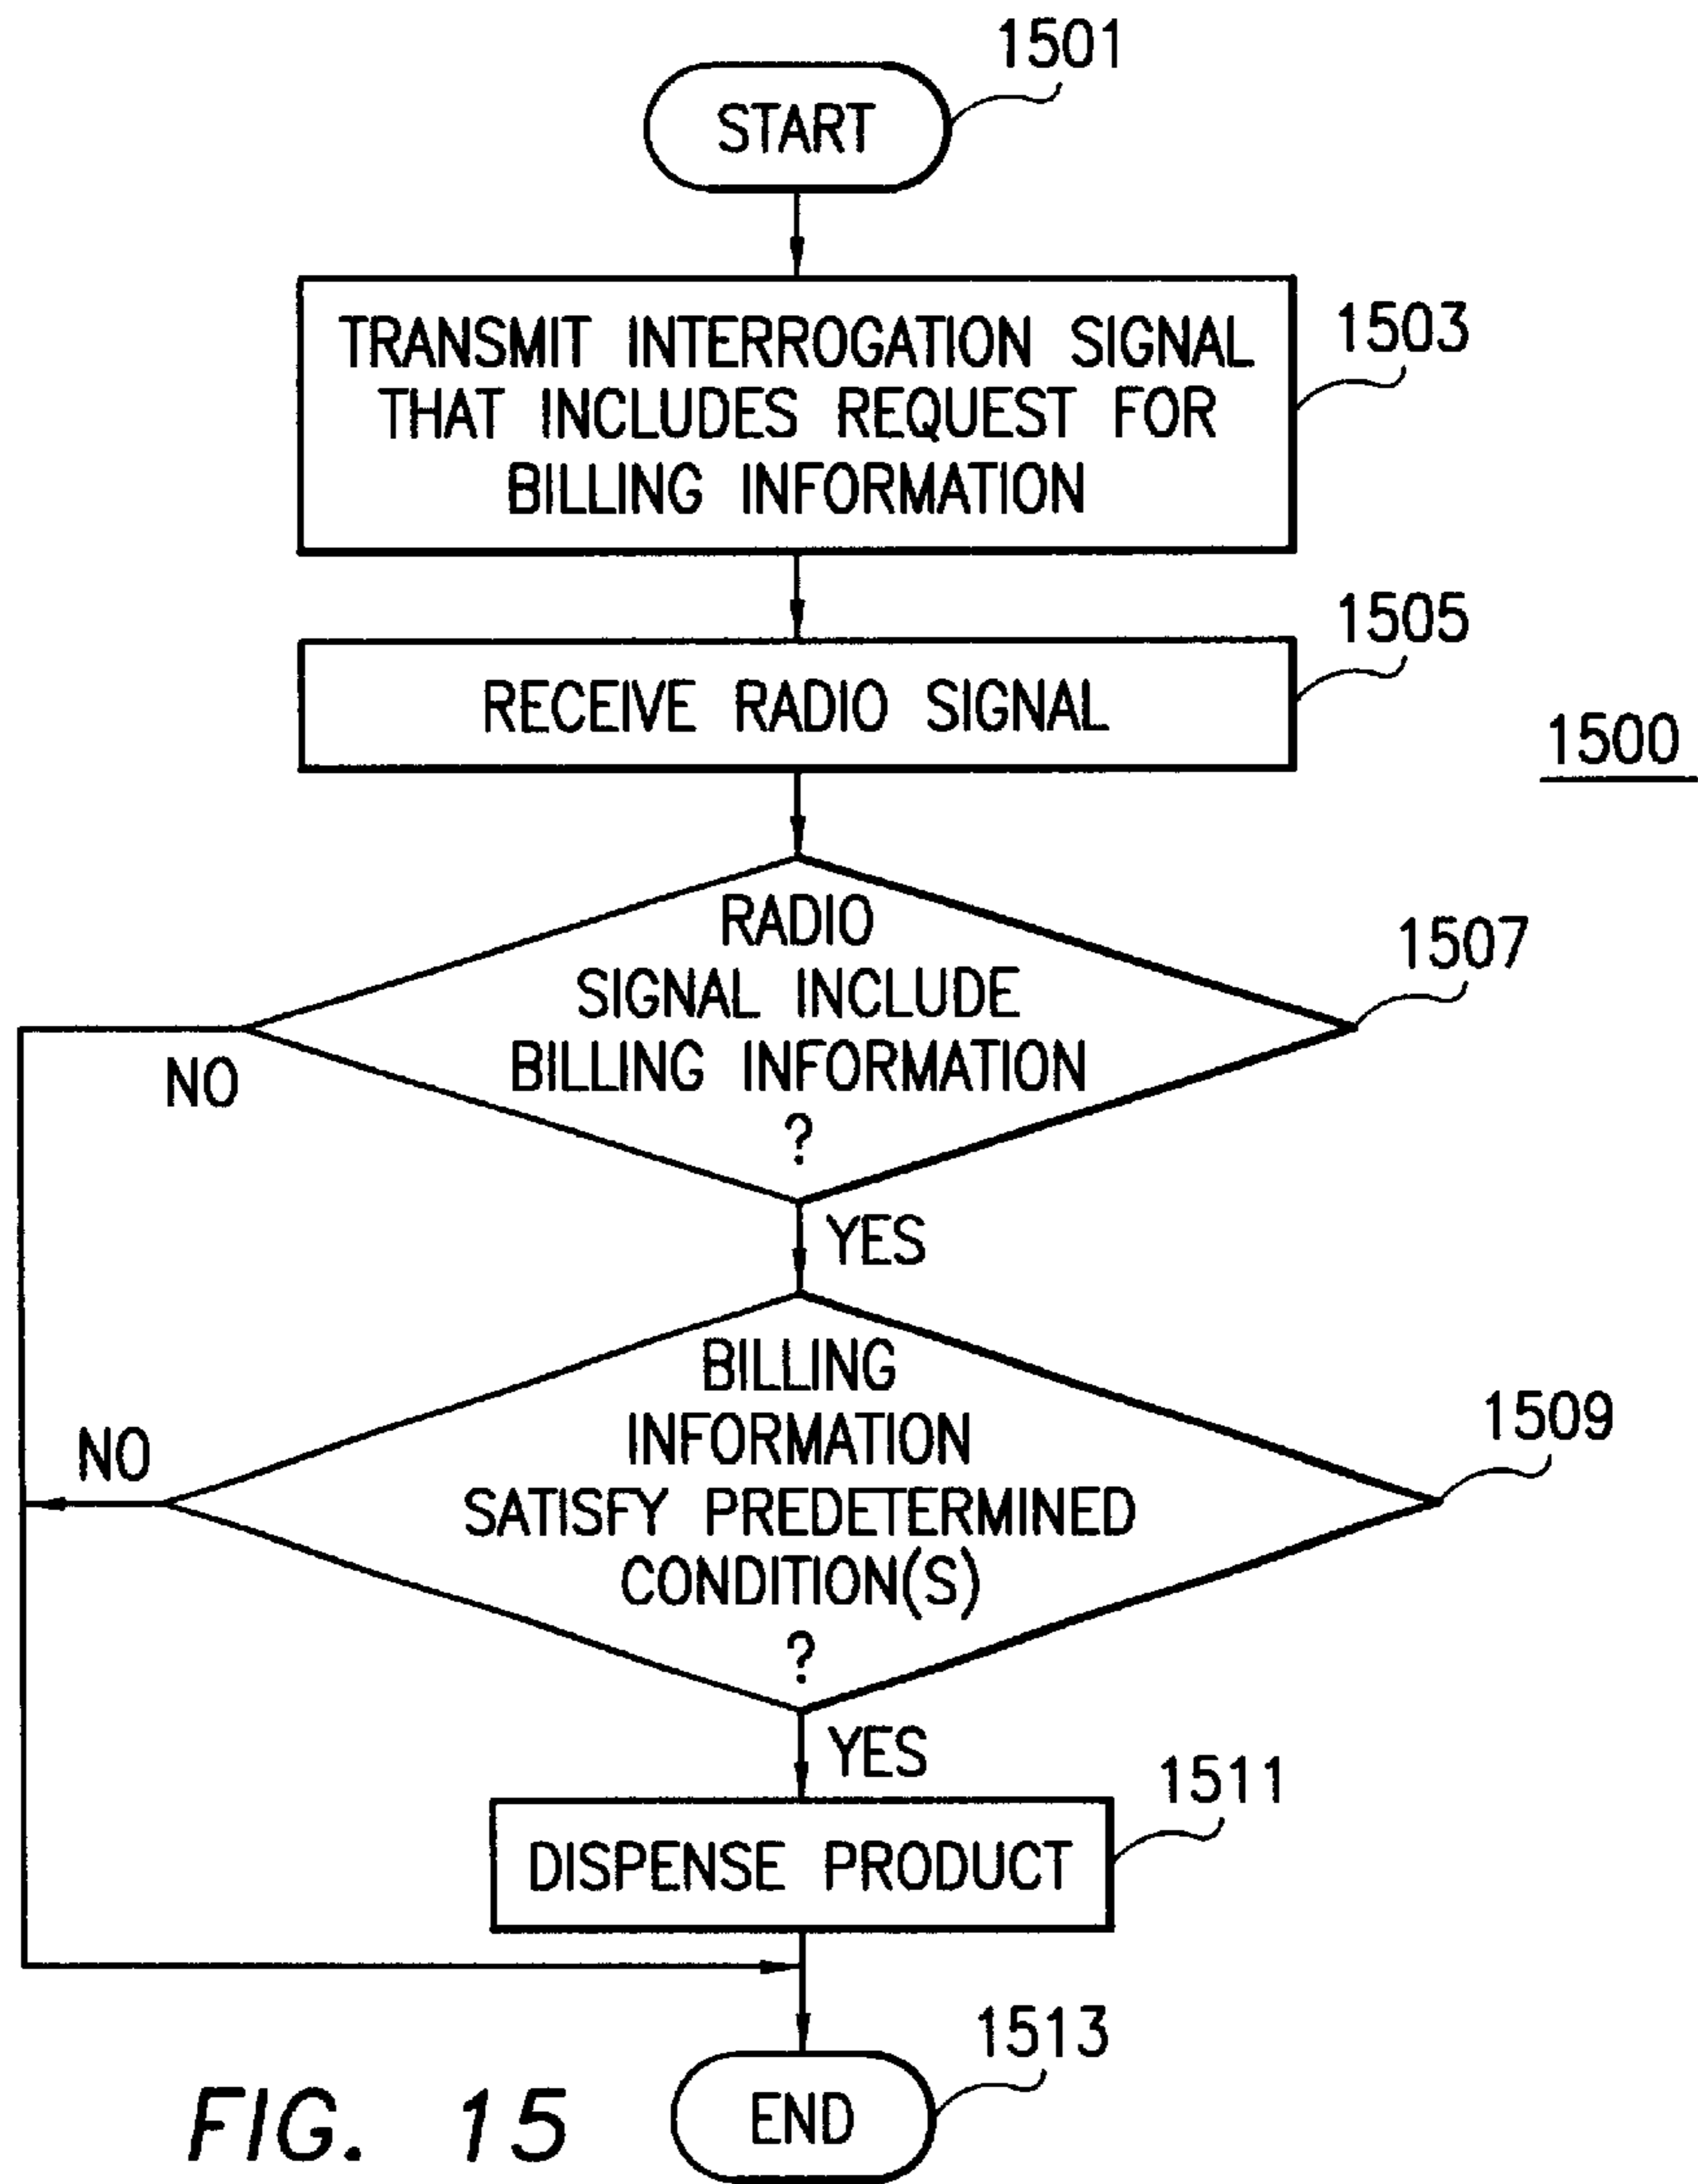 1501
START
TRANSMIT INTERROGATION SIGNAL
THAT INCLUDES REQUEST FOR
BILLING INFORMATION
1503
RECEIVE RADIO SIGNAL
1505
1500
RADIO
SIGNAL INCLUDE
BILLING INFORMATION
?
1507
NO
YES
BILLING
INFORMATION
SATISFY PREDETERMINED
CONDITION(S)
?
1509
NO
YES
DISPENSE PRODUCT
1511
END
1513
FIG. 15